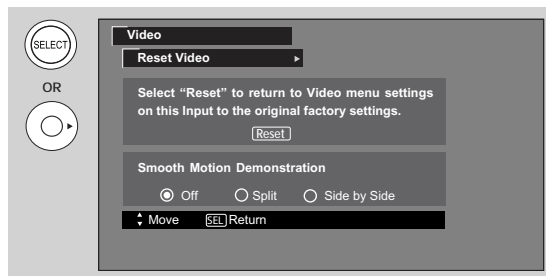 SELECT
OR
Video
Reset Video
Select “Reset” to return to Video menu settings
on this Input to the original factory settings.
Reset
Smooth Motion Demonstration
Off Split Side by Side
Move SEL Return